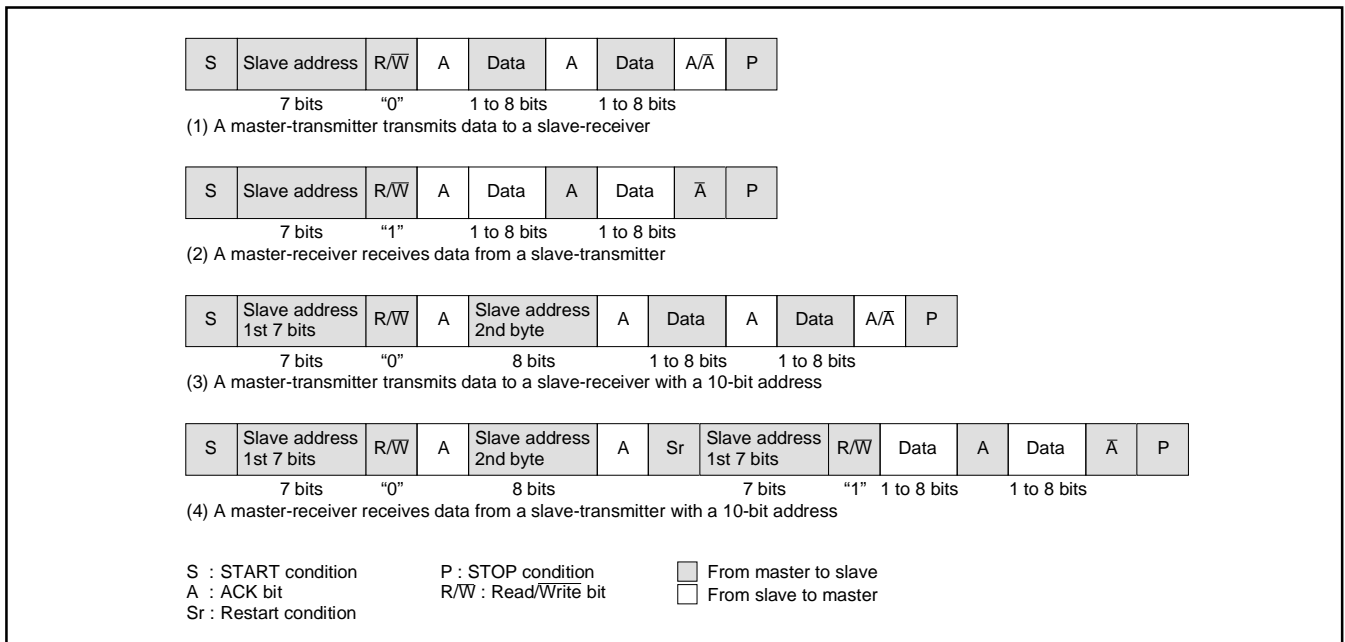 S Slave address R/W̅ A Data A Data A/A̅ P
7 bits “0” 1 to 8 bits 1 to 8 bits
(1) A master-transmitter transmits data to a slave-receiver
S Slave address R/W̅ A Data A Data A̅ P
7 bits “1” 1 to 8 bits 1 to 8 bits
(2) A master-receiver receives data from a slave-transmitter
S Slave address 1st 7 bits R/W̅ A Slave address 2nd byte A Data A Data A/A̅ P
7 bits “0” 8 bits 1 to 8 bits 1 to 8 bits
(3) A master-transmitter transmits data to a slave-receiver with a 10-bit address
S Slave address 1st 7 bits R/W̅ A Slave address 2nd byte A Sr Slave address 1st 7 bits R/W̅ Data A Data A̅ P
7 bits “0” 8 bits 7 bits “1” 1 to 8 bits 1 to 8 bits
(4) A master-receiver receives data from a slave-transmitter with a 10-bit address
S : START condition P : STOP condition From master to slave
A : ACK bit R/W̅ : Read/W̅r̅i̅t̅e̅ bit From slave to master
Sr : Restart condition